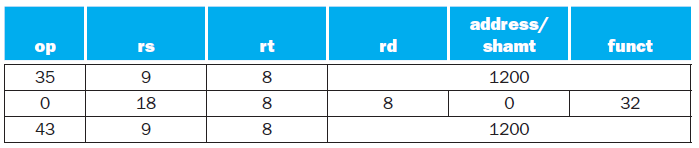 op rs rt rd address/ shamt funct
35 9 8 1200
0 18 8 8 0 32
43 9 8 1200